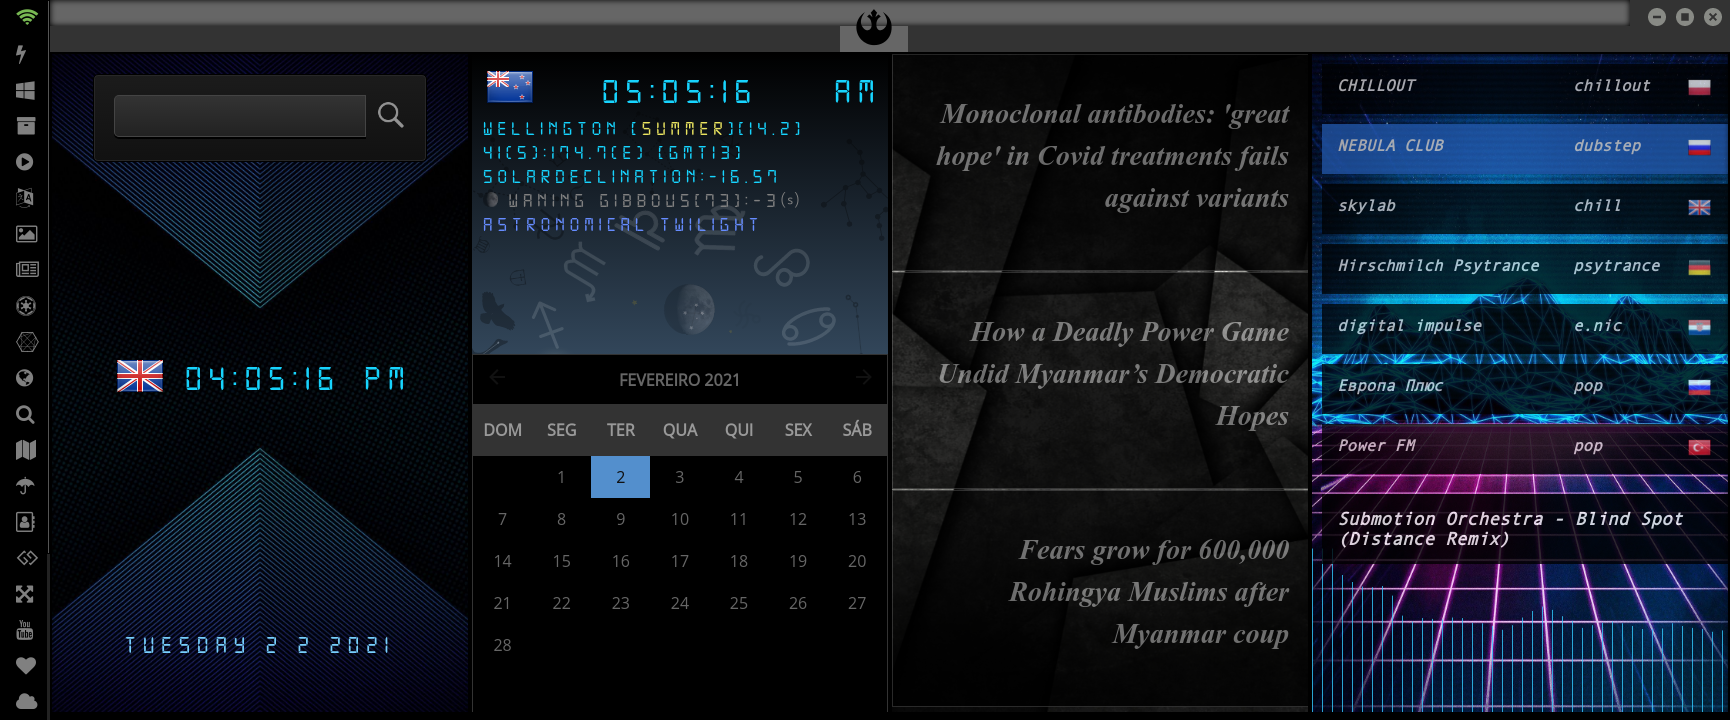 04:05:16 PM
TUESDAY 2 2 2021
05:05:16 AM
WELLINGTON [SUMMER][14.2]
41(S):174.7(E) [GMT13]
SOLARDECLINATION:-16.57
WANING GIBBOUS[73]:-3(s)
ASTRONOMICAL TWILIGHT
FEVEREIRO 2021
DOM SEG TER QUA QUI SEX SÁB
1 2 3 4 5 6
7 8 9 10 11 12 13
14 15 16 17 18 19 20
21 22 23 24 25 26 27
28
Monoclonal antibodies: 'great
hope' in Covid treatments fails
against variants
How a Deadly Power Game
Undid Myanmar’s Democratic
Hopes
Fears grow for 600,000
Rohingya Muslims after
Myanmar coup
CHILLOUT chillout
NEBULA CLUB dubstep
skylab chill
Hirschmilch Psytrance psytrance
digital impulse e.nic
Европа Плюс pop
Power FM pop
Submotion Orchestra - Blind Spot
(Distance Remix)
You
Tube